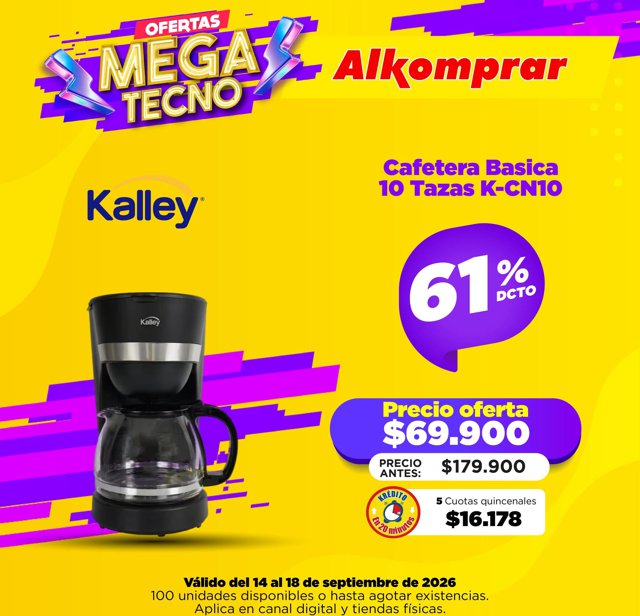 OFERTAS
MEGA
TECNO
Alkomprar
Cafetera Basica
10 Tazas K-CN10
Kalley®
61%
DCTO
Kalley
Precio oferta
$69.900
PRECIO
ANTES: $179.900
KRÉDITO
En 20 minutos
5 Cuotas quincenales
$16.178
Válido del 14 al 18 de septiembre de 2026
100 unidades disponibles o hasta agotar existencias.
Aplica en canal digital y tiendas físicas.